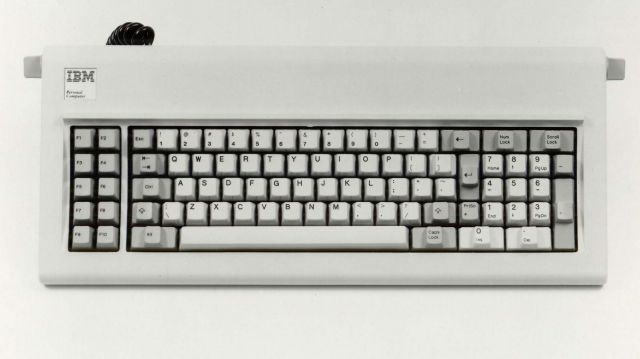 IBM
Personal
Computer
F1 F2 Esc ! 1 @ 2 # 3 $ 4 % 5 6 & 7 * 8 ( 9 ) 0 — - + = ← Num Lock Scroll Lock
F3 F4 Q W E R T Y U I O P { [ } ] 7 Home 8 ↑ 9 PgUp -
F5 F6 Ctrl A S D F G H J K L : ; " ' 4 5 6
F7 F8 \ Z X C V B N M < , > . ? / PrtSc * 1 End 2 ↓ 3 PgDn
F9 F10 Alt Caps Lock 0 Ins . Del